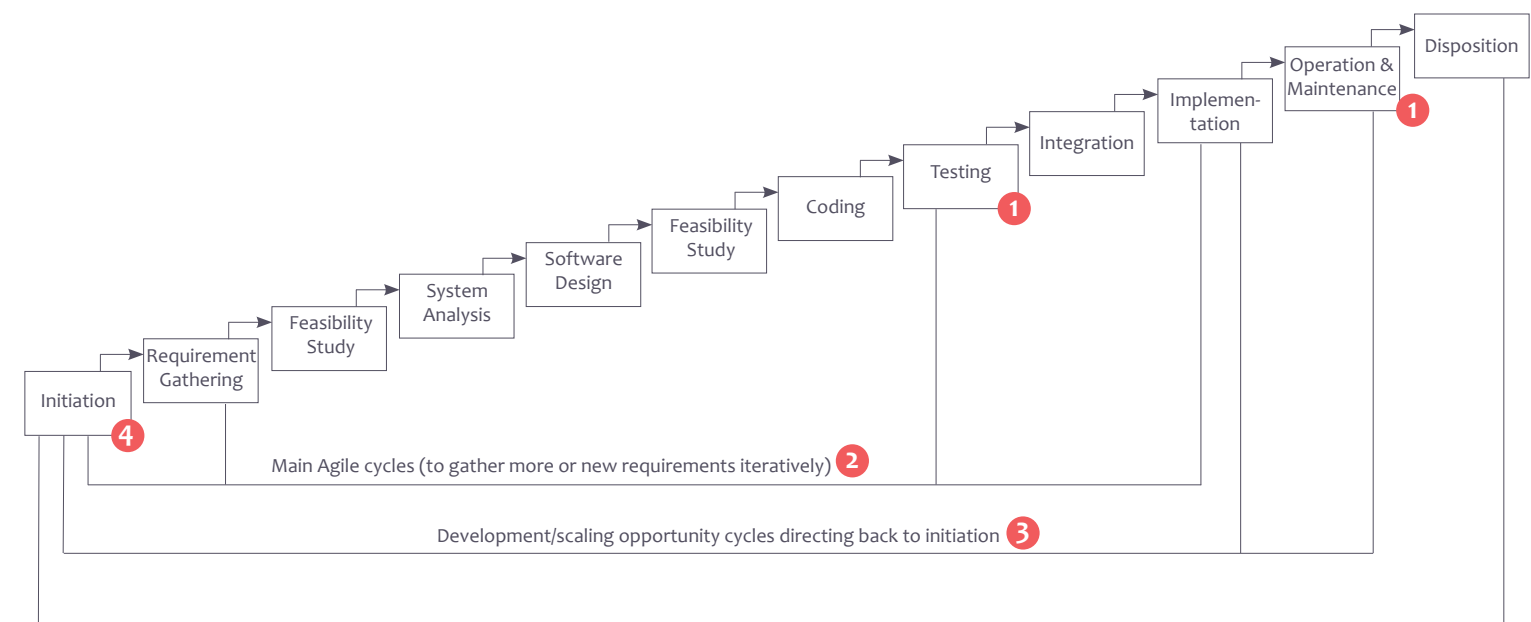 Initiation
4
Requirement
Gathering
Feasibility
Study
System
Analysis
Software
Design
Feasibility
Study
Coding
Testing
1
Integration
Implemen-
tation
Operation &
Maintenance
1
Disposition
Main Agile cycles (to gather more or new requirements iteratively) 2
Development/scaling opportunity cycles directing back to initiation 3